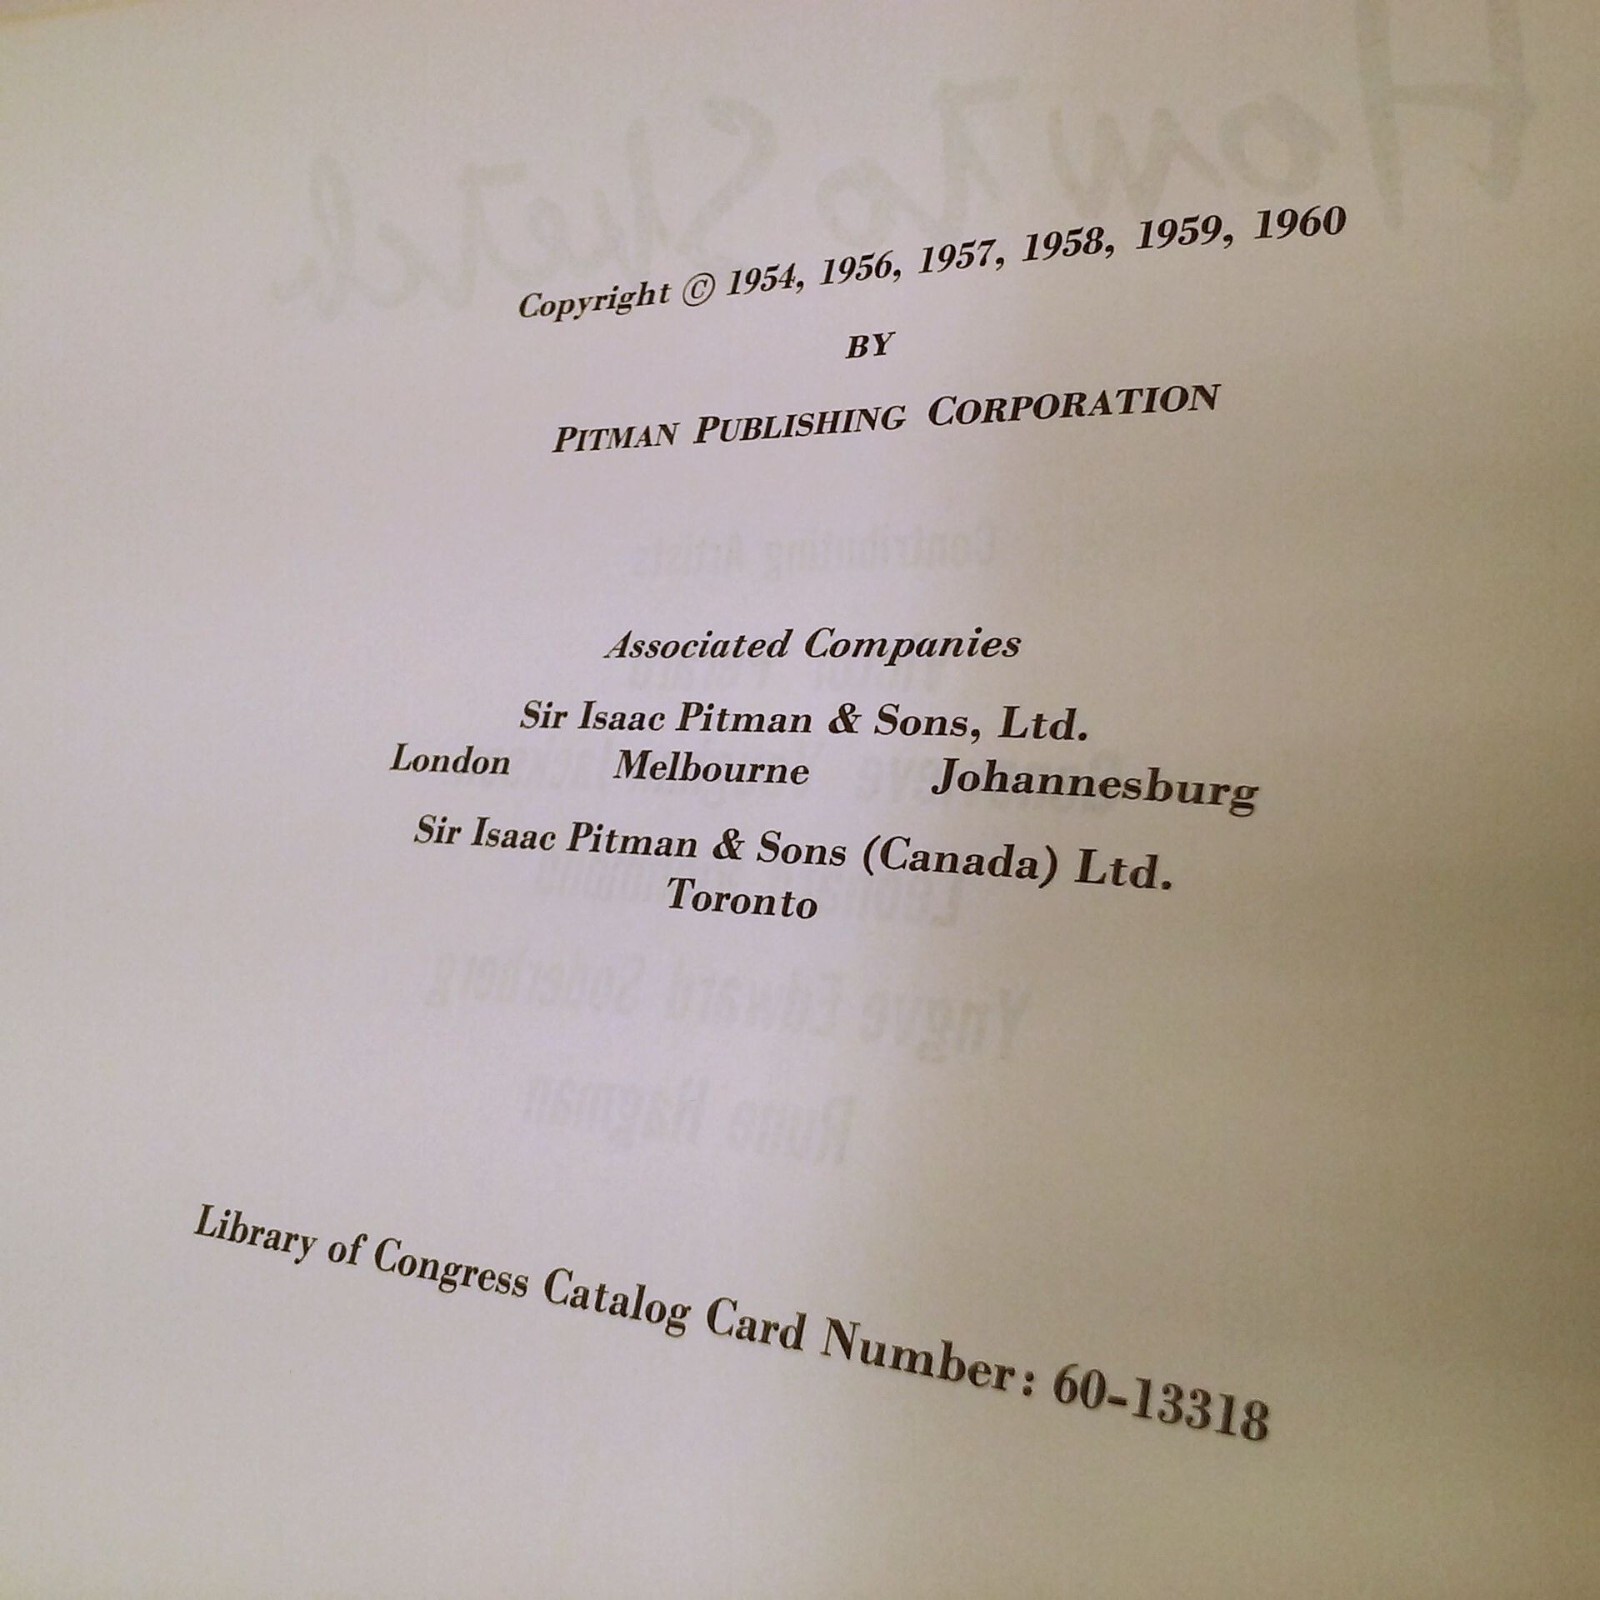 Copyright © 1954, 1956, 1957, 1958, 1959, 1960
BY
PITMAN PUBLISHING CORPORATION
Associated Companies
Sir Isaac Pitman & Sons, Ltd.
London Melbourne Johannesburg
Sir Isaac Pitman & Sons (Canada) Ltd.
Toronto
Library of Congress Catalog Card Number: 60-13318